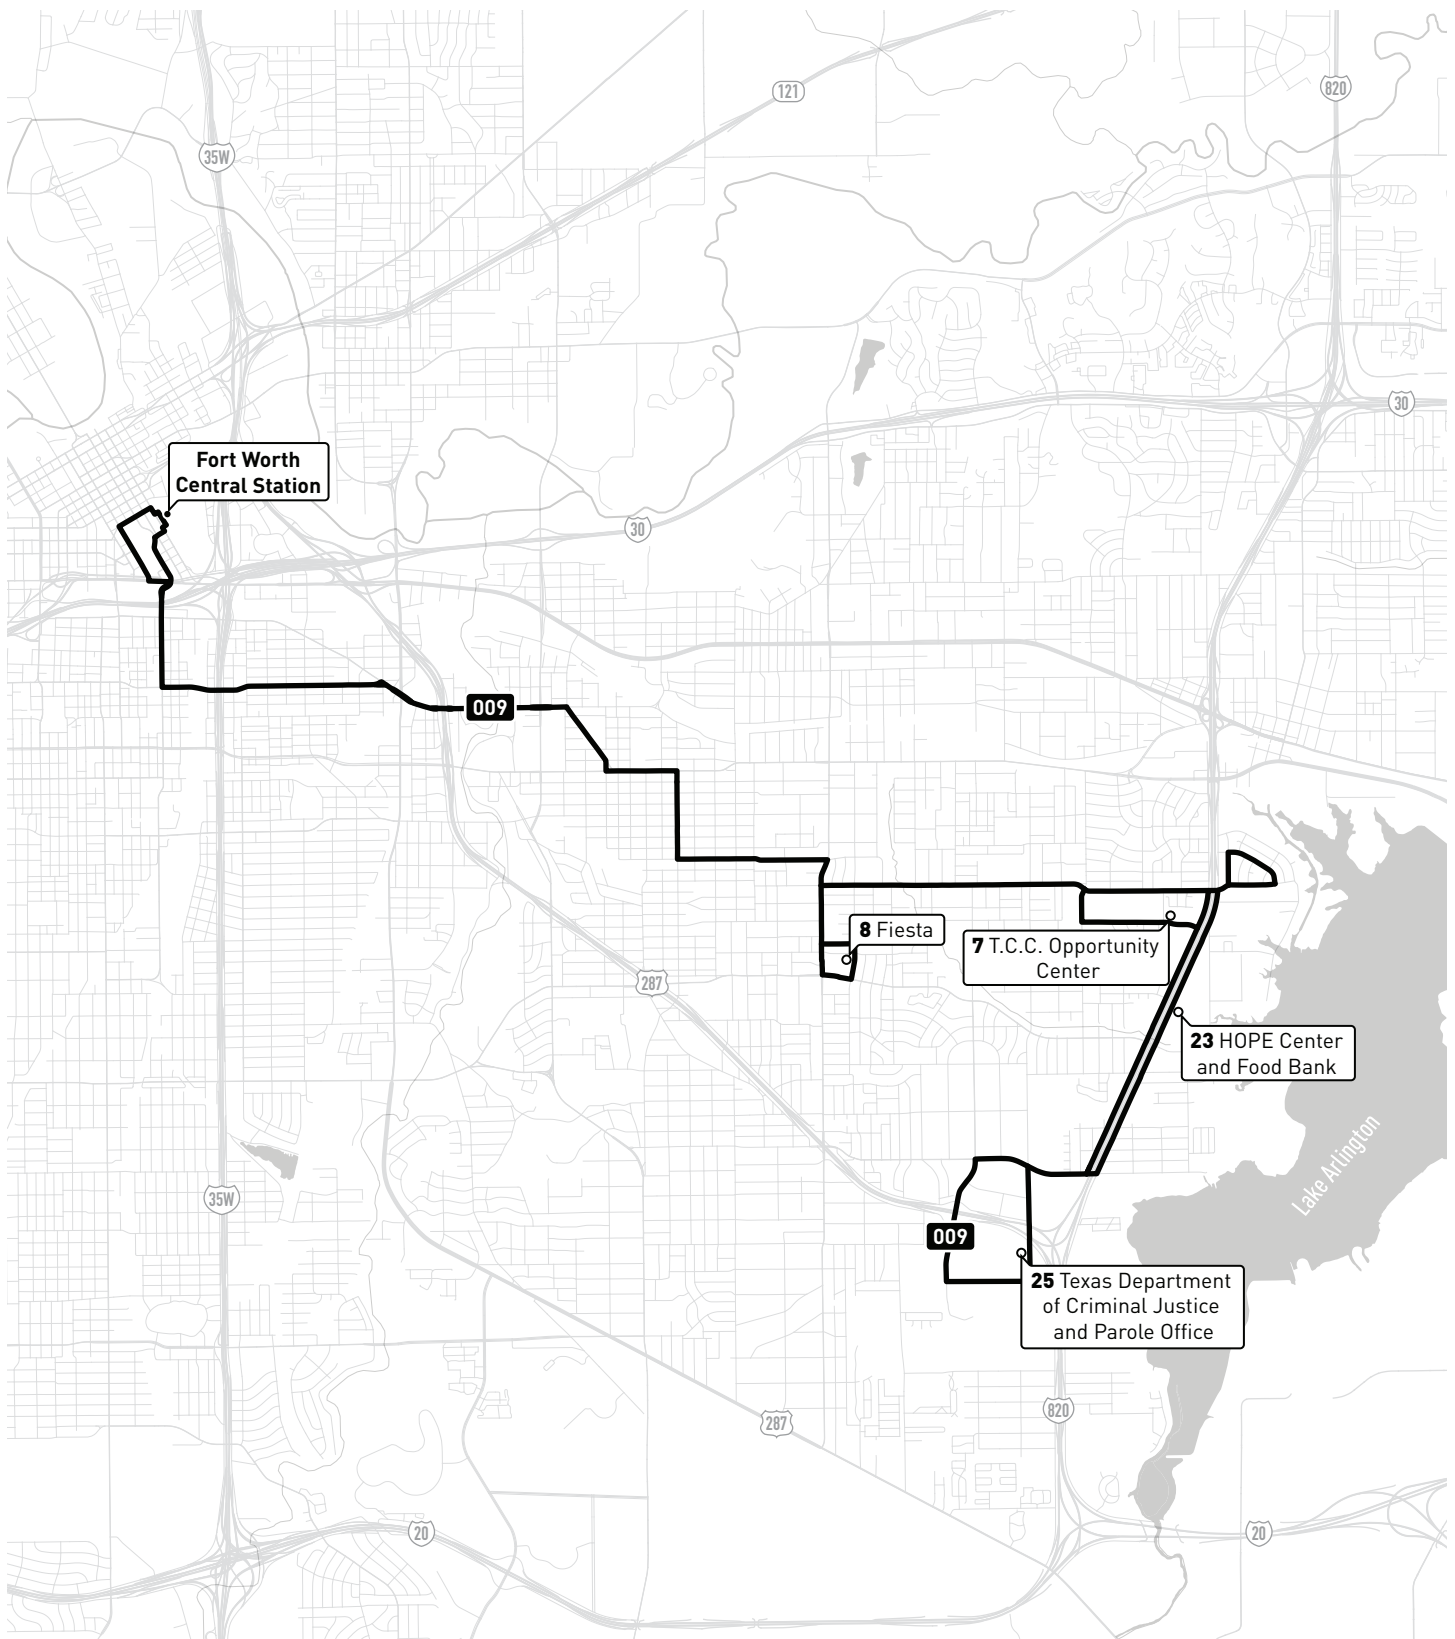 121
820
35W
30
Fort Worth
Central Station
30
009
8 Fiesta
7 T.C.C. Opportunity
Center
287
23 HOPE Center
and Food Bank
Lake Arlington
35W
009
25 Texas Department
of Criminal Justice
and Parole Office
820
287
20
20